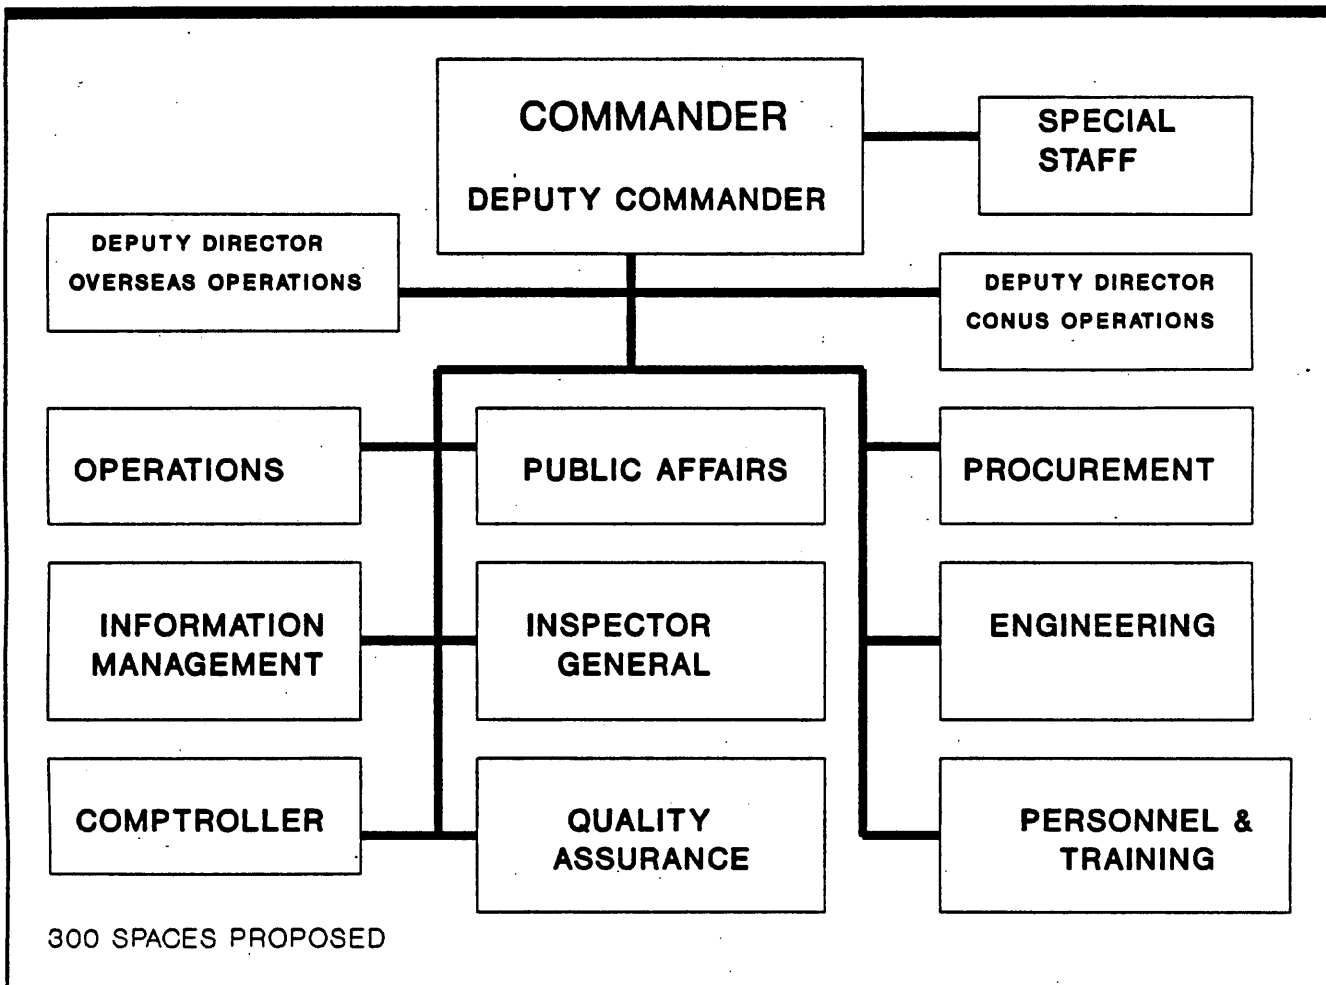 COMMANDER
DEPUTY COMMANDER
SPECIAL
STAFF
DEPUTY DIRECTOR
OVERSEAS OPERATIONS
DEPUTY DIRECTOR
CONUS OPERATIONS
OPERATIONS
PUBLIC AFFAIRS
PROCUREMENT
INFORMATION
MANAGEMENT
INSPECTOR
GENERAL
ENGINEERING
COMPTROLLER
QUALITY
ASSURANCE
PERSONNEL &
TRAINING
300 SPACES PROPOSED